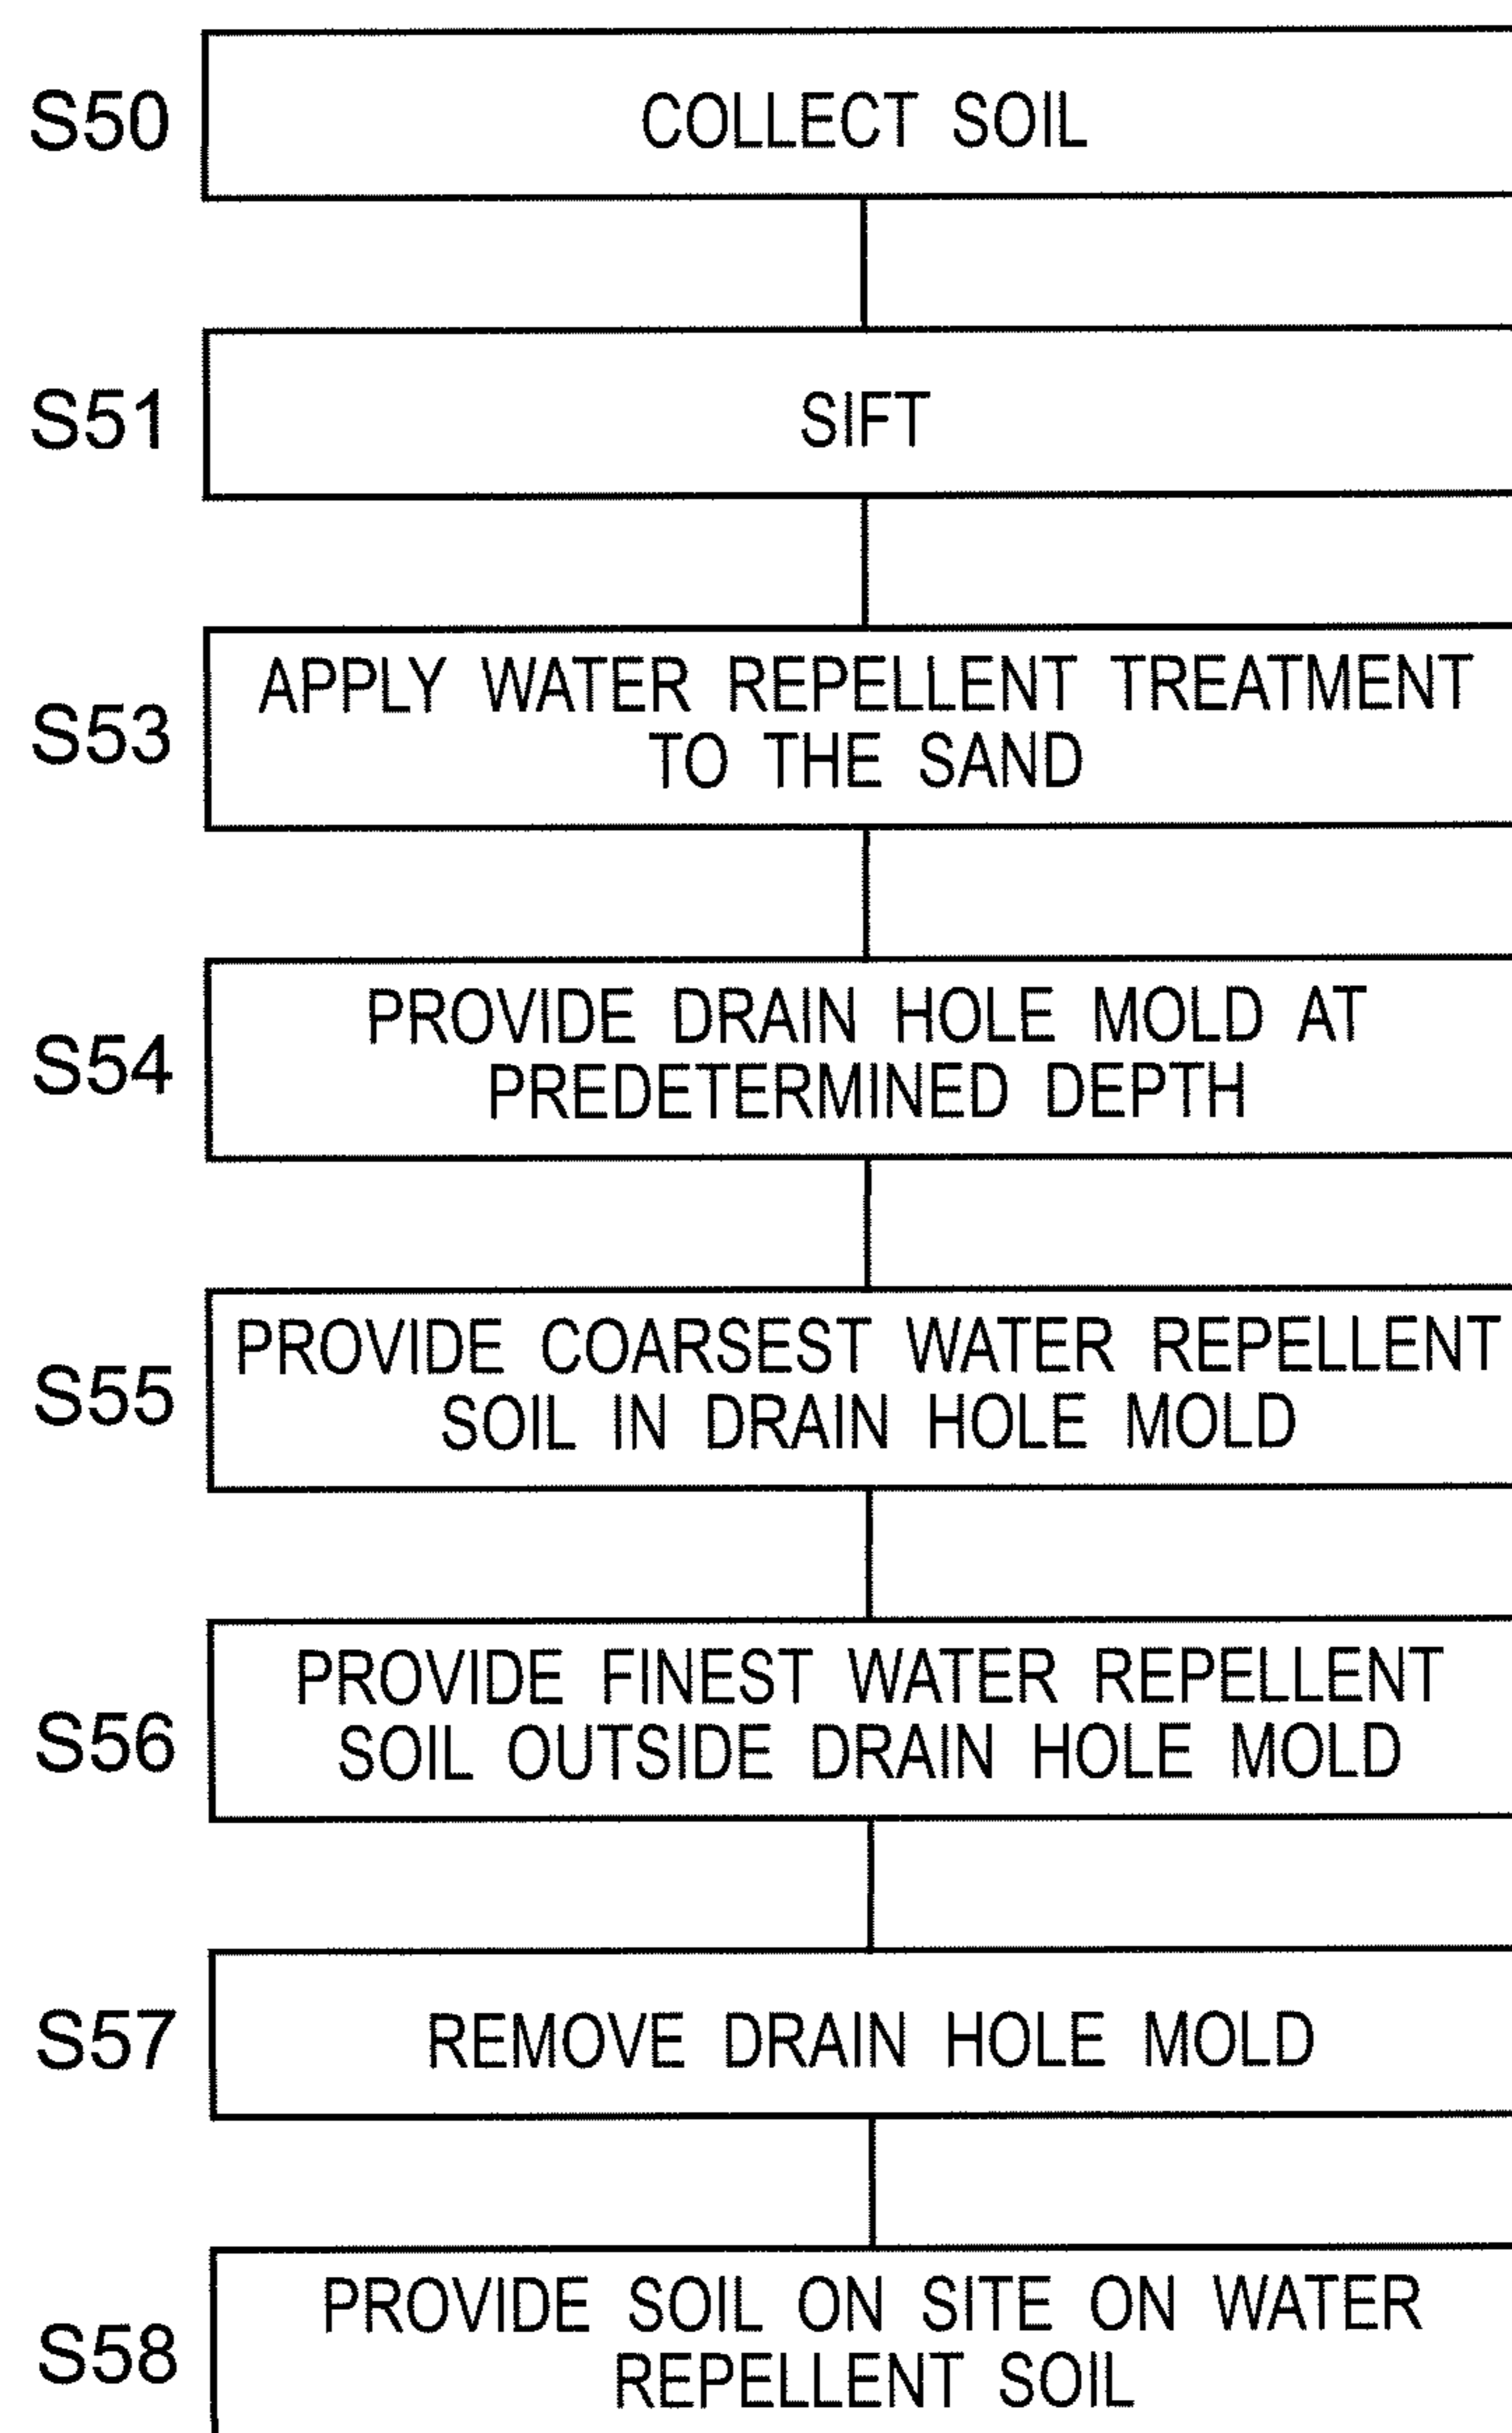 S50
COLLECT SOIL
S51
SIFT
S53
APPLY WATER REPELLENT TREATMENT
TO THE SAND
S54
PROVIDE DRAIN HOLE MOLD AT
PREDETERMINED DEPTH
S55
PROVIDE COARSEST WATER REPELLENT
SOIL IN DRAIN HOLE MOLD
S56
PROVIDE FINEST WATER REPELLENT
SOIL OUTSIDE DRAIN HOLE MOLD
S57
REMOVE DRAIN HOLE MOLD
S58
PROVIDE SOIL ON SITE ON WATER
REPELLENT SOIL